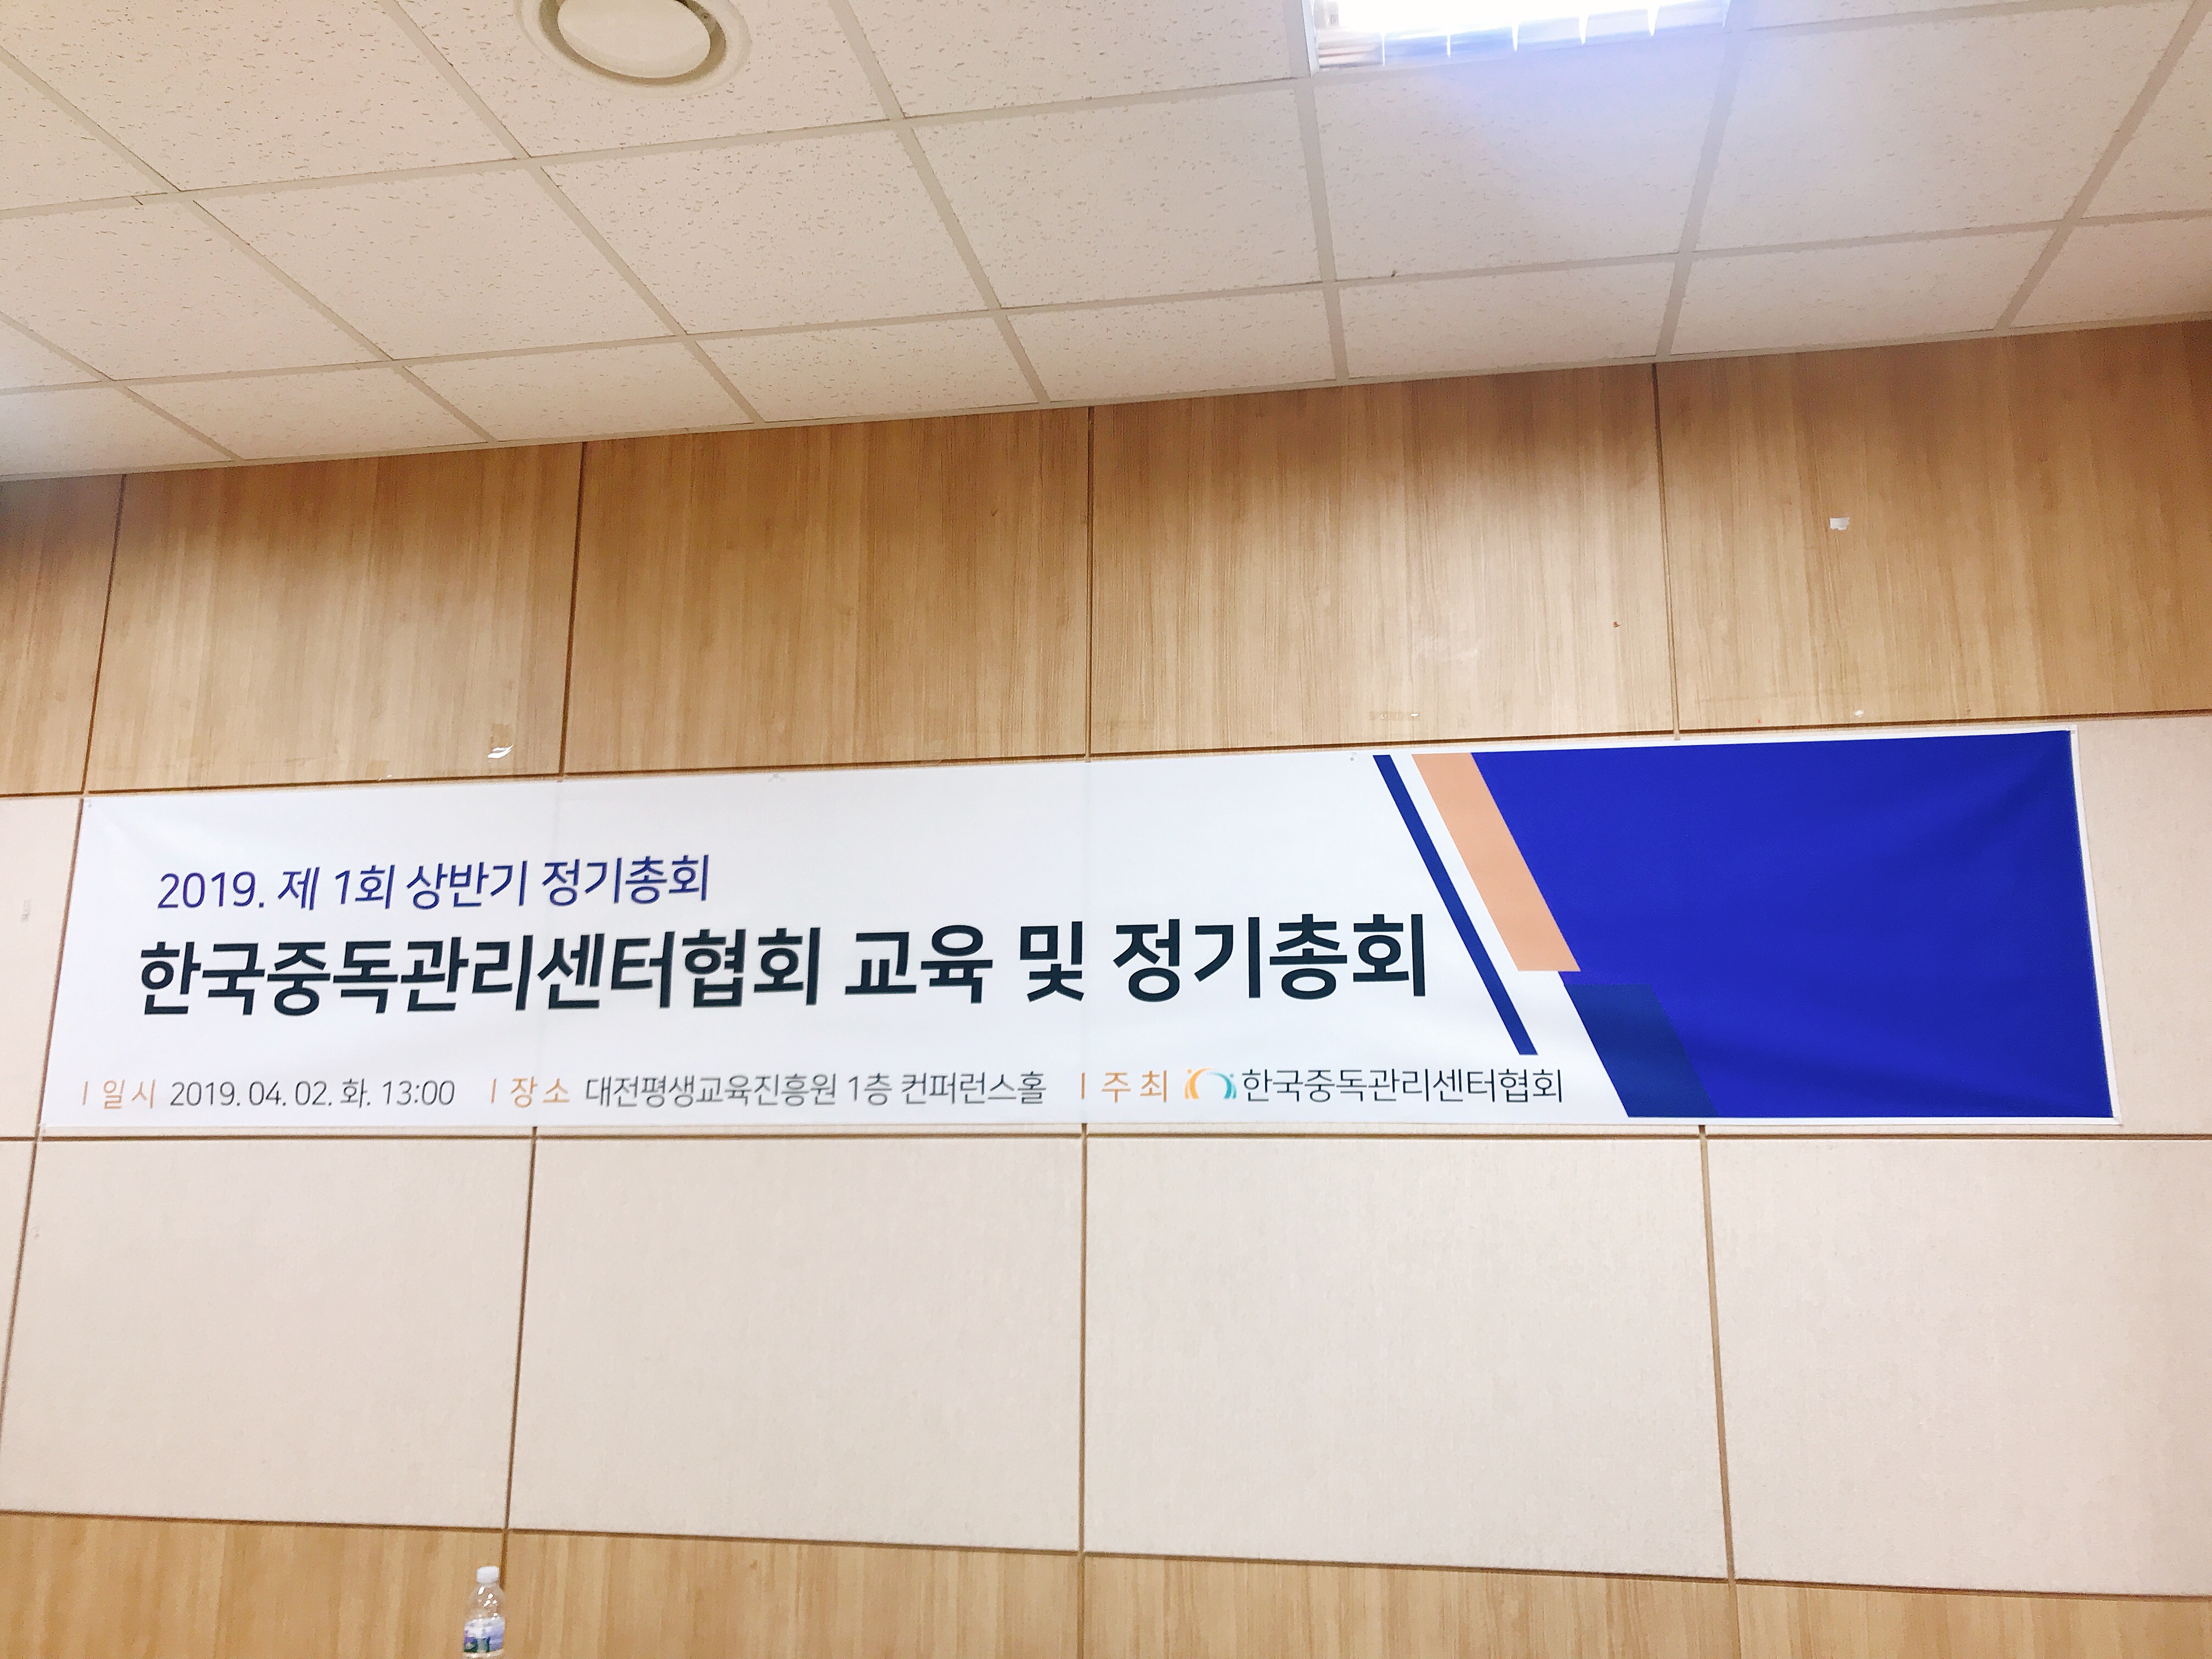 2019. 제 1회 상반기 정기총회
한국중독관리센터협회 교육 및 정기총회
| 일시 2019. 04. 02. 화. 13:00 | 장소 대전평생교육진흥원 1층 컨퍼런스홀 | 주최 한국중독관리센터협회